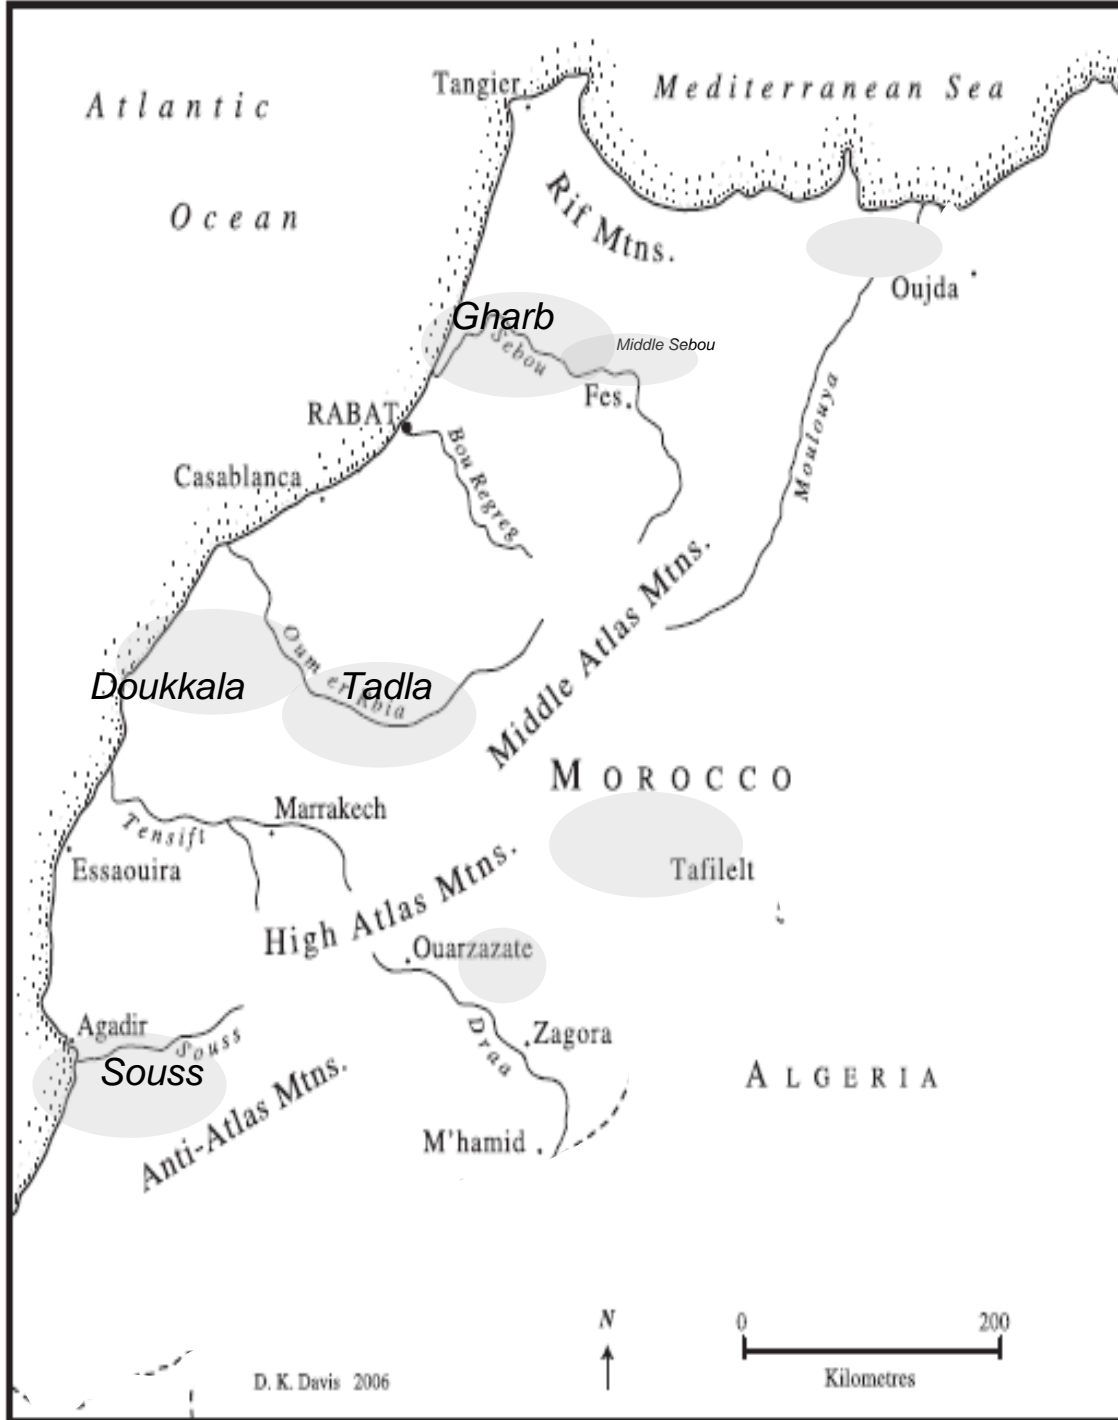 Tangier
Mediterranean Sea
Atlantic
Ocean
Rif Mtns.
Oujda
Gharb
Sebou
Middle Sebou
Fes
RABAT
Moulouya
Bou Regreg
Casablanca
Middle Atlas Mtns.
Oum er Rbia
Doukkala
Tadla
MOROCCO
Marrakech
Tensift
Essaouira
Tafilelt
High Atlas Mtns.
Ouarzazate
Agadir
Souss
Souss
Draa
Zagora
Anti-Atlas Mtns.
ALGERIA
M'hamid
N
0 200
Kilometres
D. K. Davis 2006